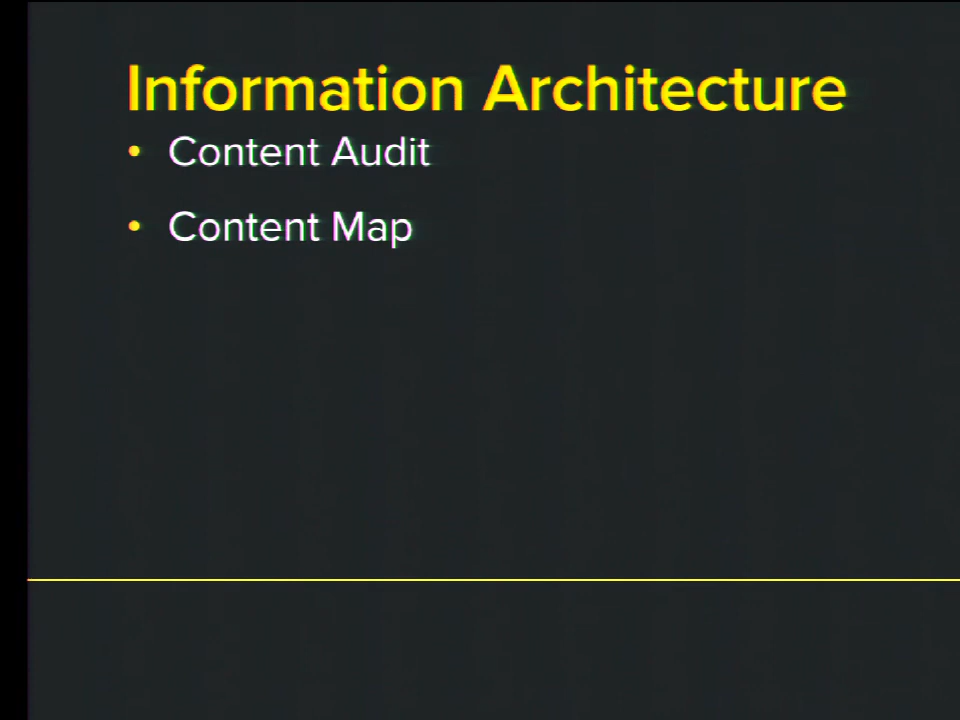 Information Architecture
• Content Audit
• Content Map